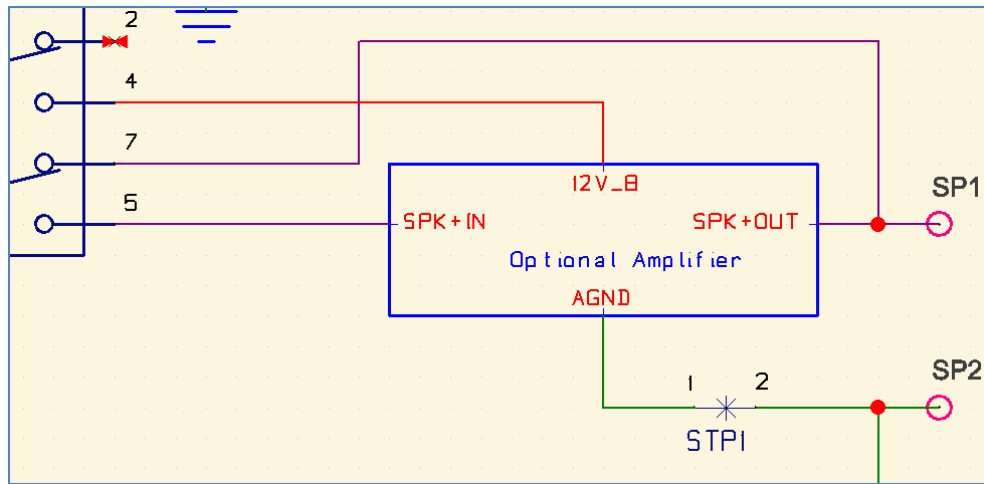 2
4
7
5
12V_B
SPK+IN
SPK+OUT
SP1
Optional Amplifier
AGND
SP2
1
2
STP1